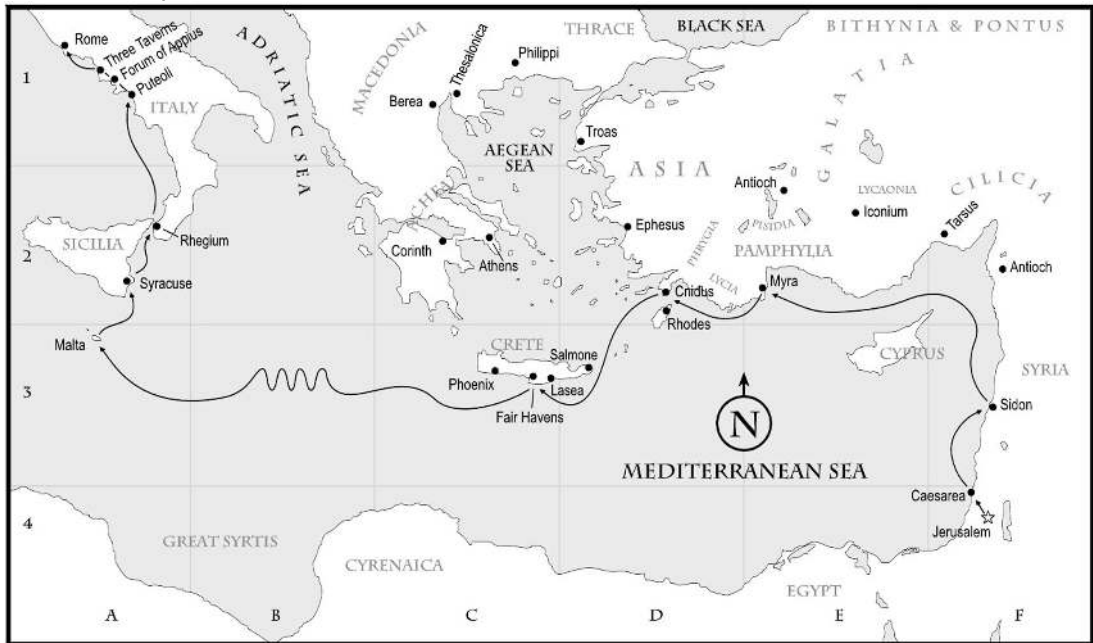 BLACK SEA
BITHYNIA & PONTUS
THRACE
MACEDONIA
ADRIATIC SEA
GALATIA
Rome
Three Taverns
Forum of Appius
Puteoli
ITALY
Philippi
Thessalonica
Berea
1
Troas
AEGEAN
SEA
ASIA
Antioch
LYCAONIA
Iconium
CILICIA
Tarsus
PISIDIA
PHRYGIA
PAMPHYLIA
LYCIA
Ephesus
ACHEA
Corinth
Athens
SICILIA
Rhegium
2
Syracuse
Antioch
Myra
Cnidus
Rhodes
Malta
CRETE
Salmone
Phoenix
Lasea
Fair Havens
CYPRUS
SYRIA
3
Sidon
N
MEDITERRANEAN SEA
Caesarea
Jerusalem
4
GREAT SYRTIS
CYRENAICA
EGYPT
A
B
C
D
E
F